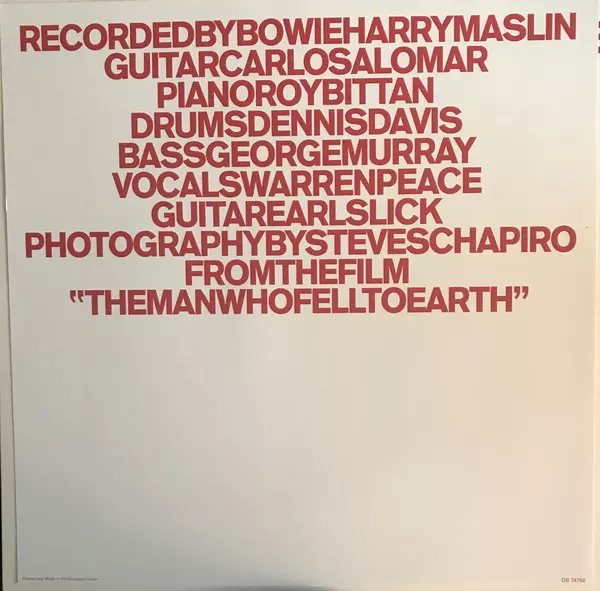 RECORDEDBYBOWIEHARRYMASLIN
GUITARCARLOSALOMAR
PIANOROYBITTAN
DRUMSDENNISDAVIS
BASSGEORGEMURRAY
VOCALSWARRENPEACE
GUITAREARLSLICK
PHOTOGRAPHYBYSTEVESCHAPIRO
FROMTHEFILM
“THEMANWHOFELLTOEARTH”
Printed and Made in the European Union